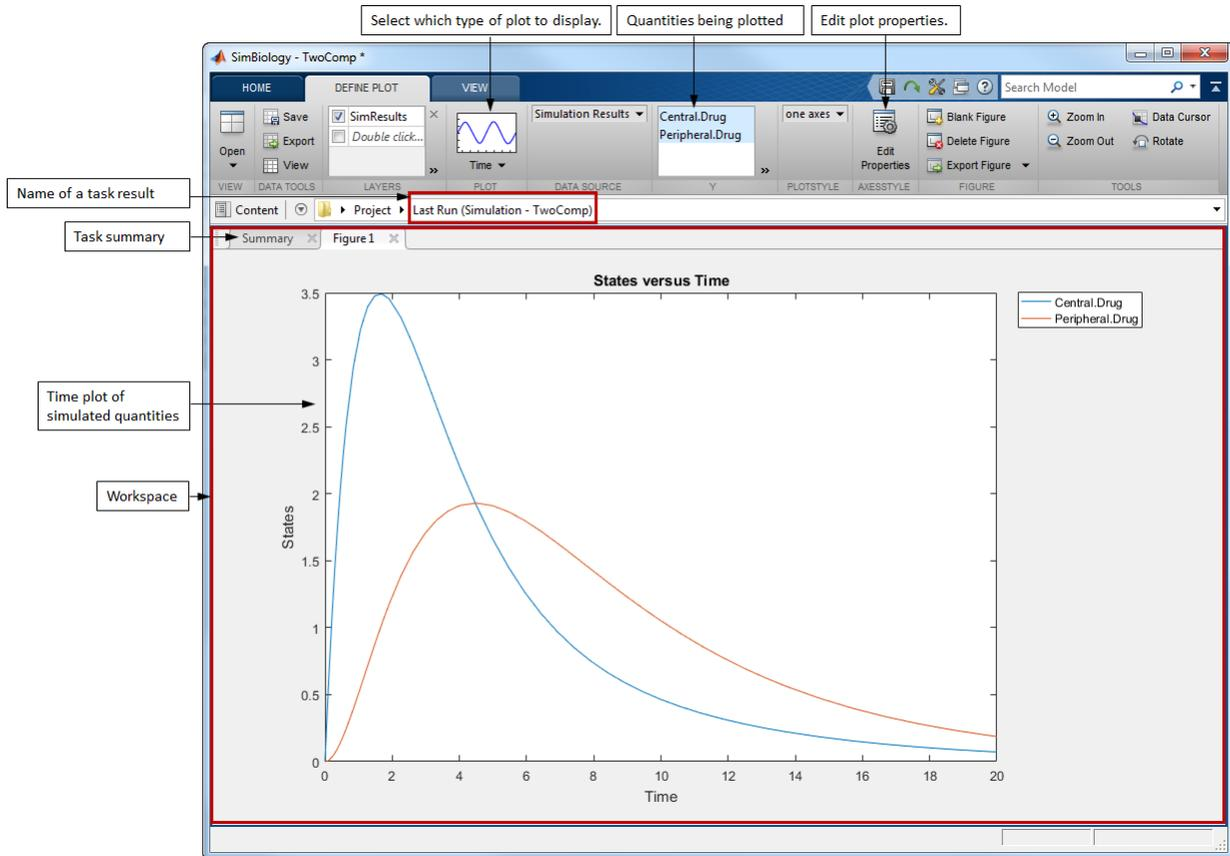 Select which type of plot to display.
Quantities being plotted
Edit plot properties.
SimBiology - TwoComp *
HOME
DEFINE PLOT
VIEW
Search Model
Open
Save
Export
View
SimResults
Double click...
Time
Simulation Results
Central.Drug
Peripheral.Drug
one axes
Edit
Properties
Blank Figure
Delete Figure
Export Figure
Zoom In
Zoom Out
Data Cursor
Rotate
VIEW
DATA TOOLS
LAYERS
PLOT
DATA SOURCE
Y
PLOTSTYLE
AXESSTYLE
FIGURE
TOOLS
Name of a task result
Content
Project
Last Run (Simulation - TwoComp)
Task summary
Summary
Figure 1
States versus Time
Central.Drug
Peripheral.Drug
Time plot of
simulated quantities
Workspace
States
3.5
3
2.5
2
1.5
1
0.5
0
0 2 4 6 8 10 12 14 16 18 20
Time